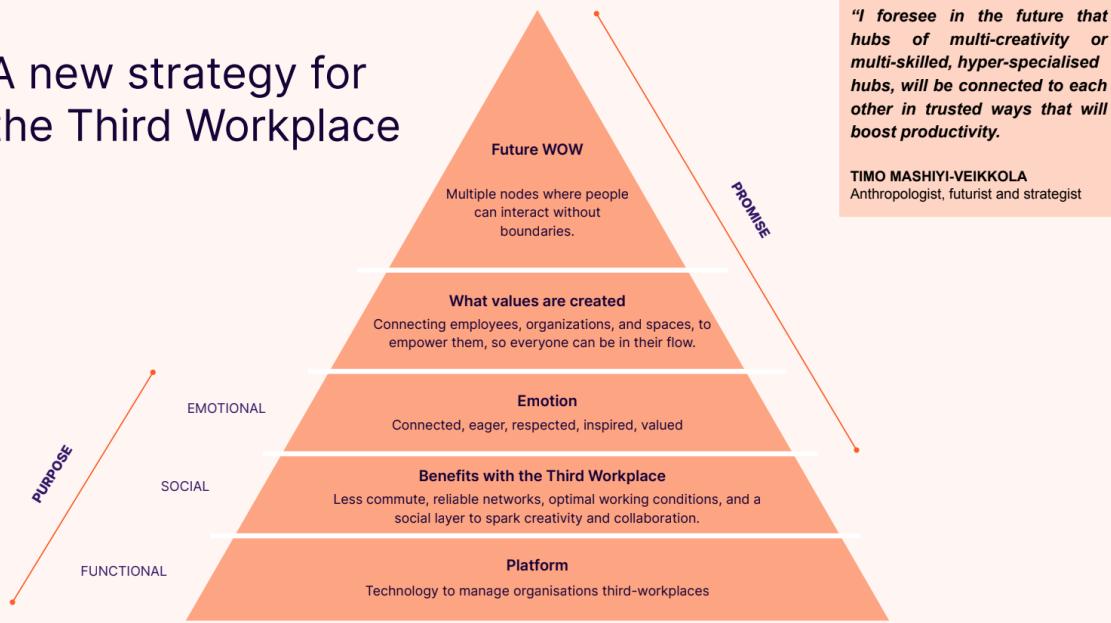 A new strategy for
the Third Workplace
“I foresee in the future that
hubs of multi-creativity or
multi-skilled, hyper-specialised
hubs, will be connected to each
other in trusted ways that will
boost productivity.
TIMO MASHIYI-VEIKKOLA
Anthropologist, futurist and strategist
Future WOW
Multiple nodes where people
can interact without
boundaries.
PROMISE
What values are created
Connecting employees, organizations, and spaces, to
empower them, so everyone can be in their flow.
EMOTIONAL
Emotion
Connected, eager, respected, inspired, valued
PURPOSE
SOCIAL
Benefits with the Third Workplace
Less commute, reliable networks, optimal working conditions, and a
social layer to spark creativity and collaboration.
FUNCTIONAL
Platform
Technology to manage organisations third-workplaces